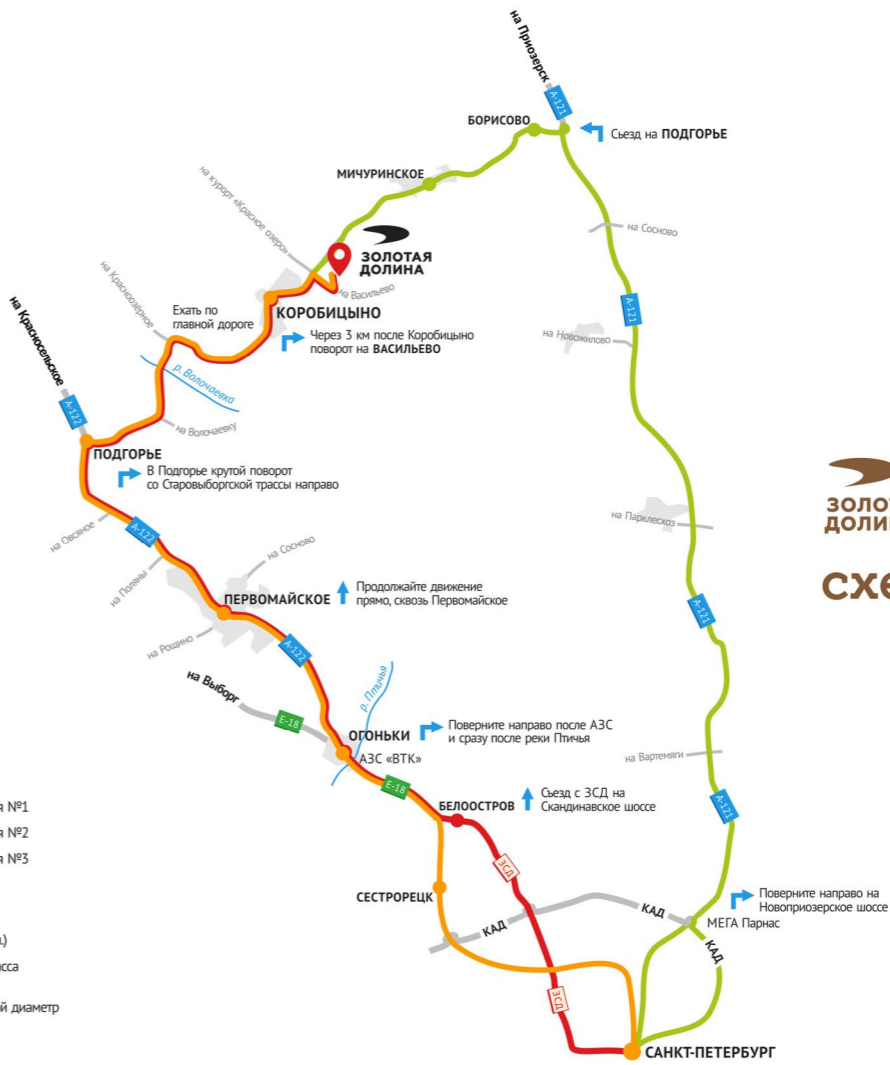 на Приозерск
А-121
БОРИСОВО
Съезд на ПОДГОРЬЕ
МИЧУРИНСКОЕ
на курорт «Красное озеро»
на Сосново
ЗОЛОТАЯ
ДОЛИНА
на Васильево
на Красноозёрное
Ехать по
главной дороге
КОРОБИЦЫНО
Через 3 км после Коробицыно
поворот на ВАСИЛЬЕВО
А-121
на Новожилово
на Красносельское
р. Волочаевка
А-122
на Волочаевку
ПОДГОРЬЕ
В Подгорье крутой поворот
со Старовыборгской трассы направо
на Овсяное
А-122
на Парклесхоз
на Поляны
на Сосново
ПЕРВОМАЙСКОЕ
Продолжайте движение
прямо, сквозь Первомайское
А-121
на Рощино
А-122
на Выборг
р. Птичья
Е-18
ОГОНЬКИ
Поверните направо после АЗС
и сразу после реки Птичья
АЗС «ВТК»
на Вартемяги
Е-18
БЕЛООСТРОВ
Съезд с ЗСД на
Скандинавское шоссе
А-121
ЗСД
СЕСТРОРЕЦК
Поверните направо на
Новоприозерское шоссе
КАД
КАД
МЕГА Парнас
КАД
ЗСД
САНКТ-ПЕТЕРБУРГ
ЗОЛОТ
ДОЛИН
схе
я №1
я №2
я №3
.)
сса
й диаметр